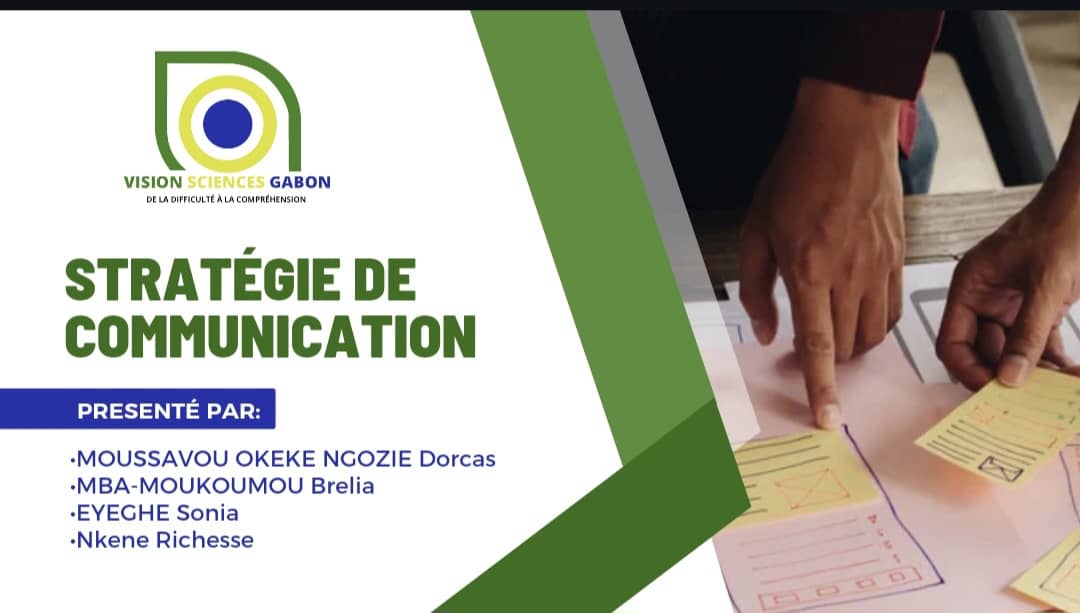 VISION SCIENCES GABON
DE LA DIFFICULTÉ À LA COMPRÉHENSION
STRATÉGIE DE
COMMUNICATION
PRESENTÉ PAR:
•MOUSSAVOU OKEKE NGOZIE Dorcas
•MBA-MOUKOUMOU Brelia
•EYEGHE Sonia
•Nkene Richesse